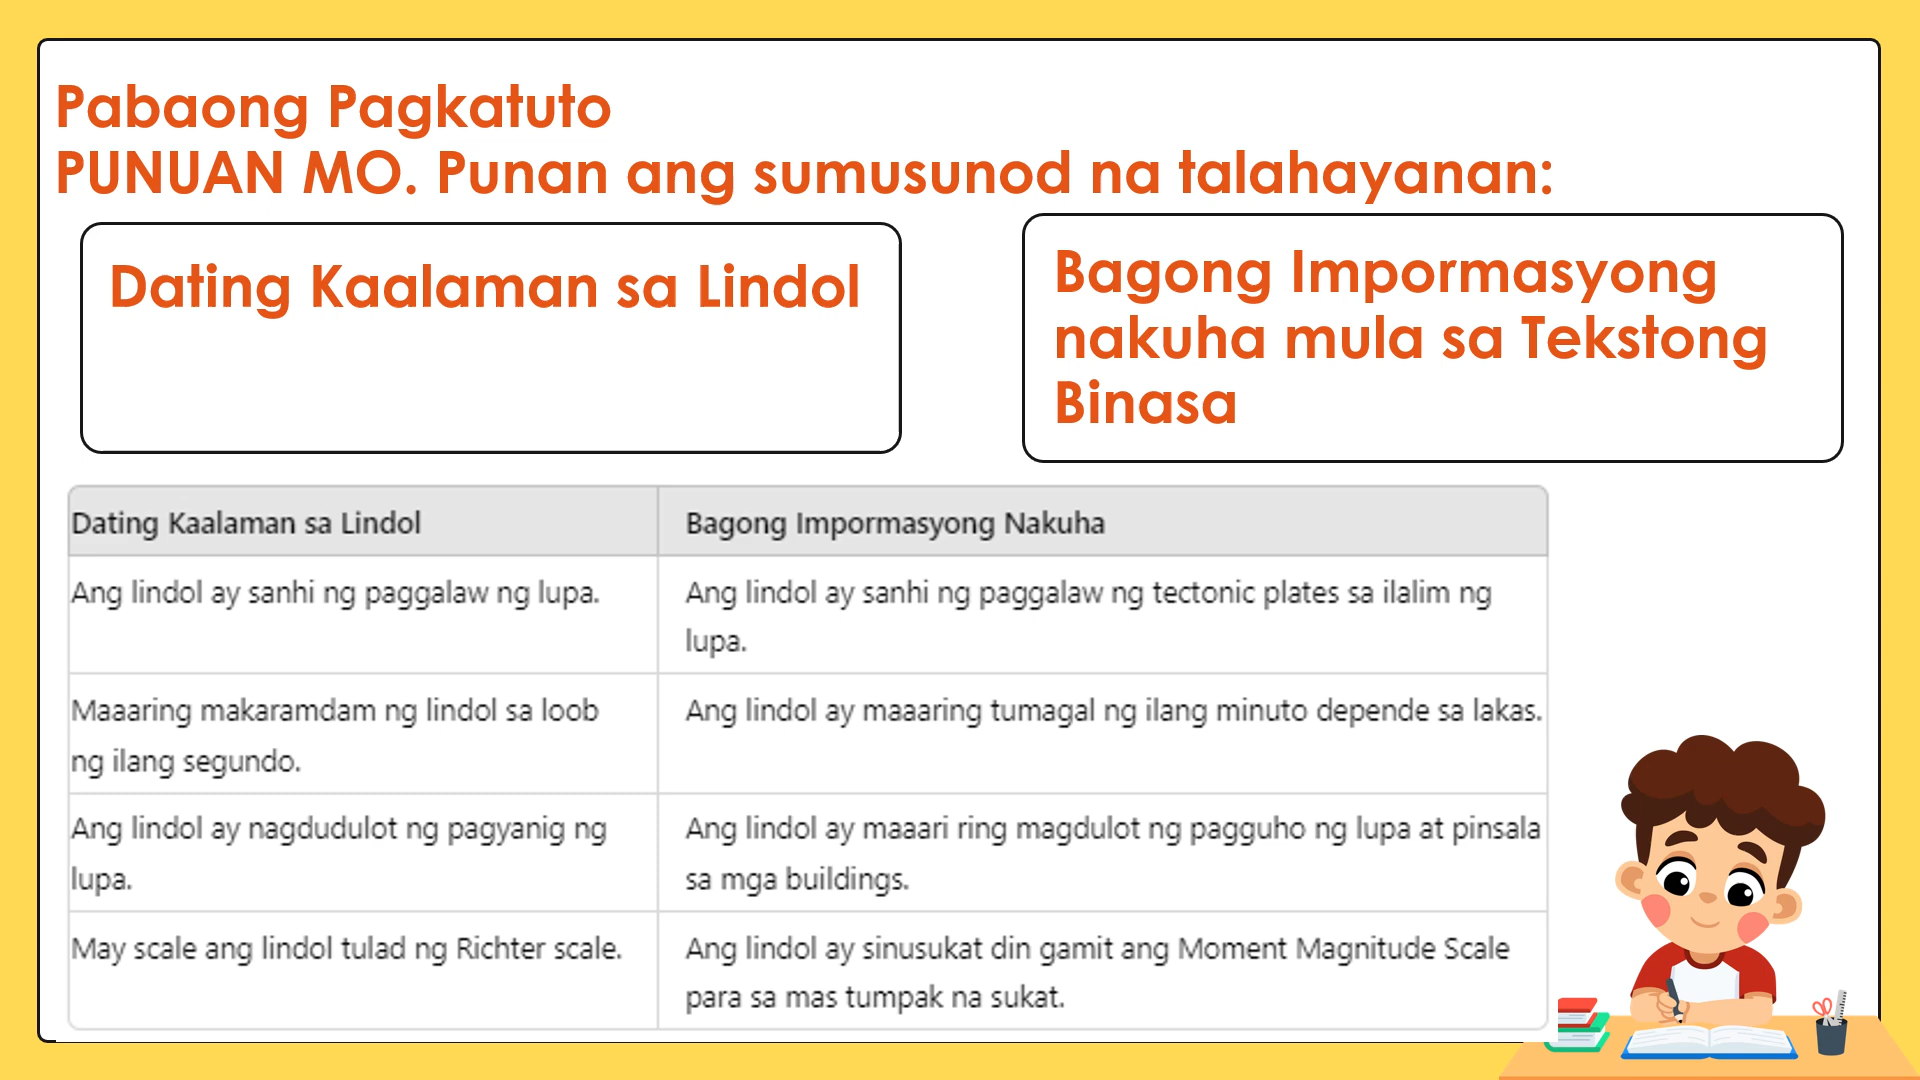 Pabaong Pagkatuto
PUNUAN MO. Punan ang sumusunod na talahayanan:
Dating Kaalaman sa Lindol
Bagong Impormasyong
nakuha mula sa Tekstong
Binasa
Dating Kaalaman sa Lindol
Bagong Impormasyong Nakuha
Ang lindol ay sanhi ng paggalaw ng lupa.
Ang lindol ay sanhi ng paggalaw ng tectonic plates sa ilalim ng
lupa.
Maaaring makaramdam ng lindol sa loob
ng ilang segundo.
Ang lindol ay maaaring tumagal ng ilang minuto depende sa lakas.
Ang lindol ay nagdudulot ng pagyanig ng
lupa.
Ang lindol ay maaari ring magdulot ng pagguho ng lupa at pinsala
sa mga buildings.
May scale ang lindol tulad ng Richter scale.
Ang lindol ay sinusukat din gamit ang Moment Magnitude Scale
para sa mas tumpak na sukat.